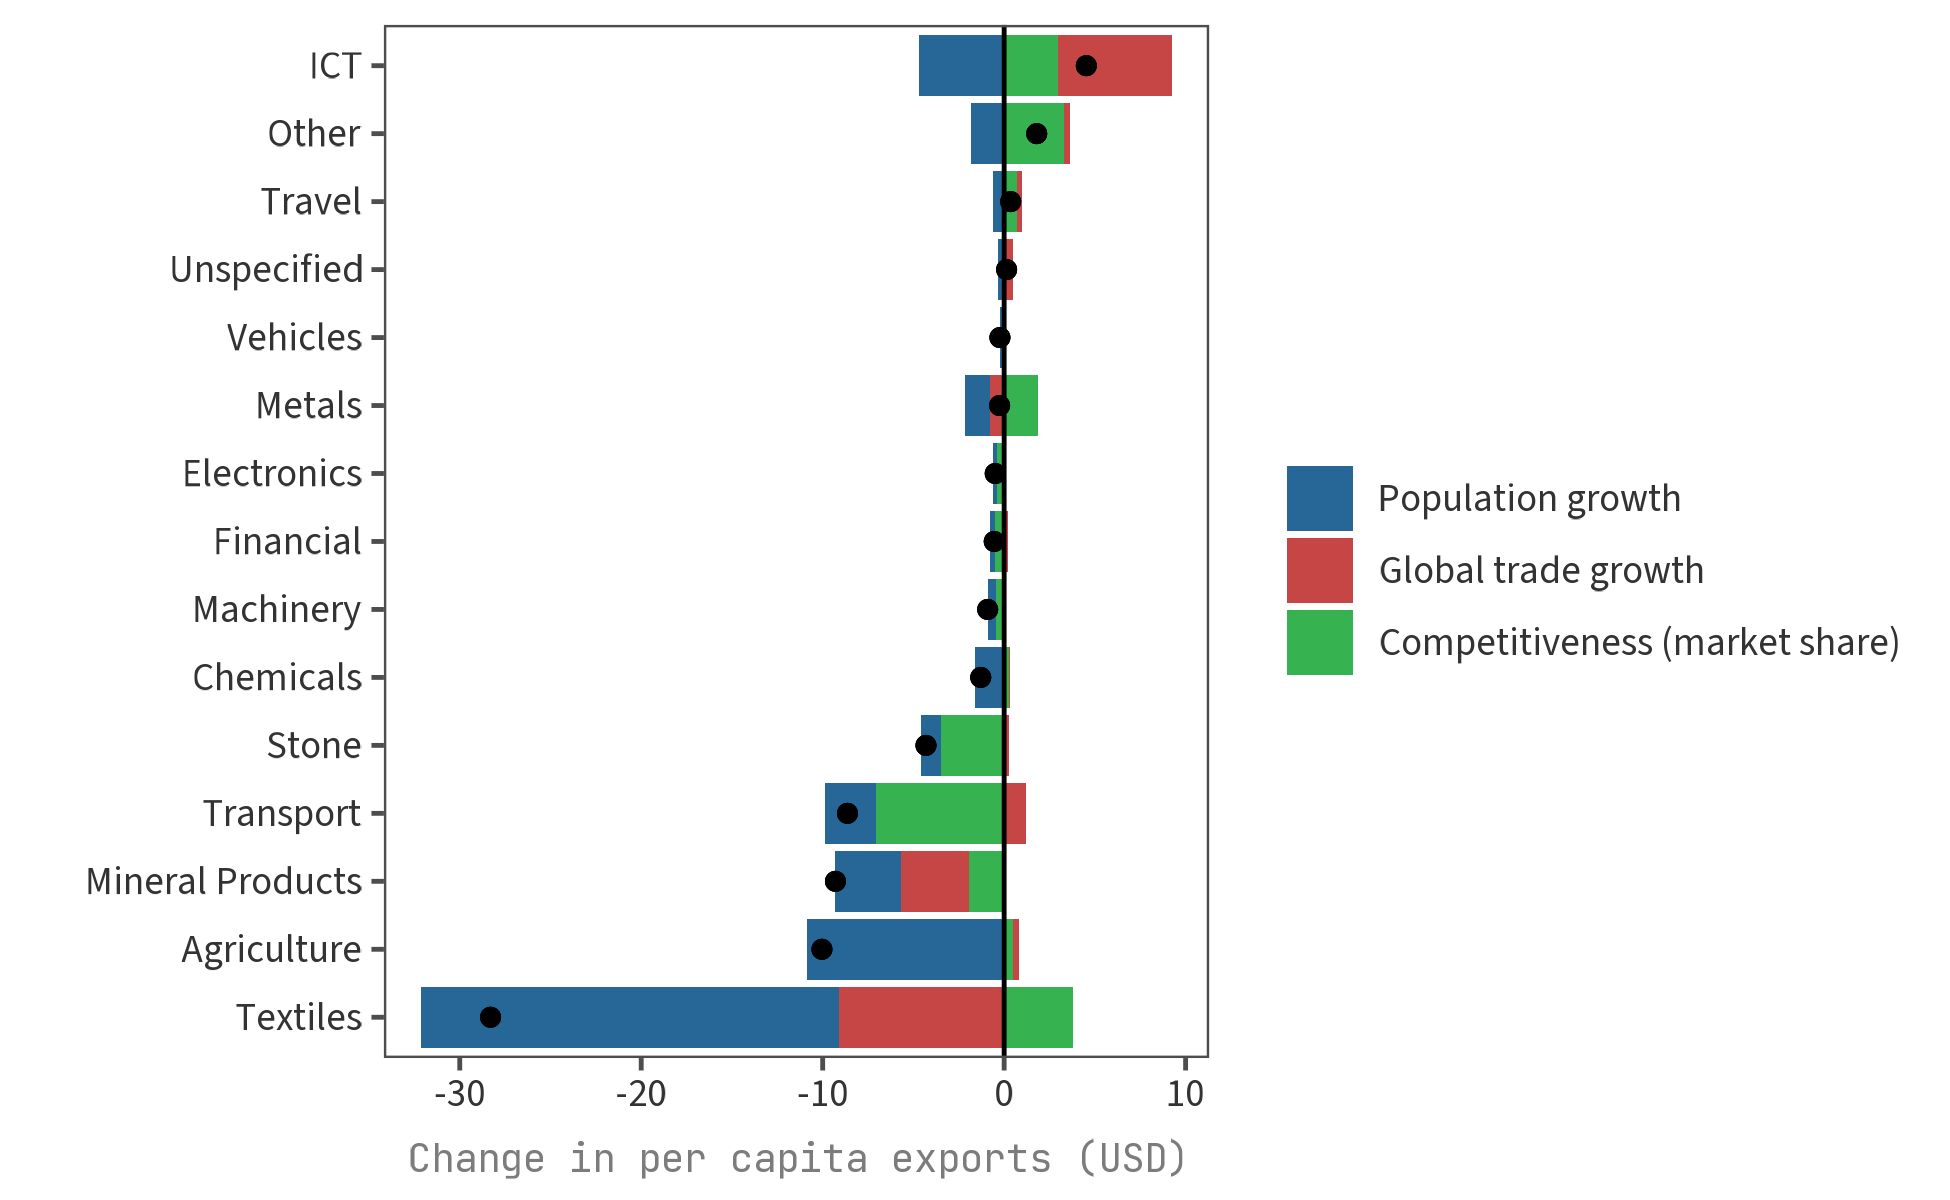 ICT
Other
Travel
Unspecified
Vehicles
Metals
Electronics
Financial
Machinery
Chemicals
Stone
Transport
Mineral Products
Agriculture
Textiles
-30 -20 -10 0 10
Change in per capita exports (USD)
Population growth
Global trade growth
Competitiveness (market share)